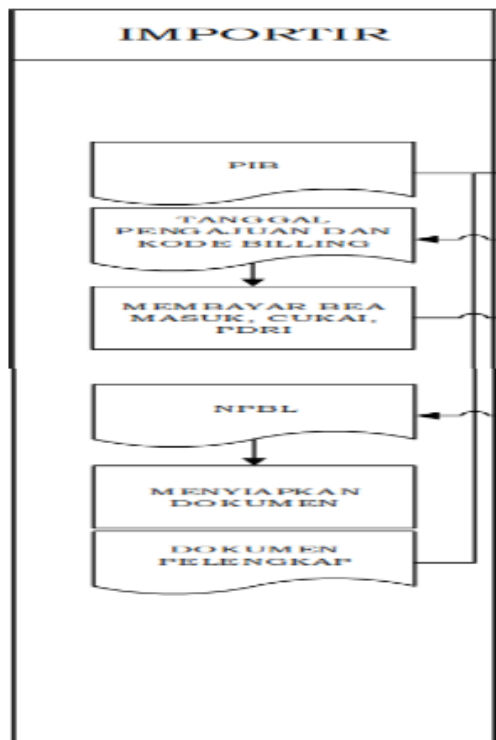 IMPORTIR
PIB
TANGGAL
PENGAJUAN DAN
KODE BILLING
MEMBAYAR BEA
MASUK, CUKAI,
PDRI
NPBL
MENYIAPKAN
DOKUMEN
DOKUMEN
PELENGKAP